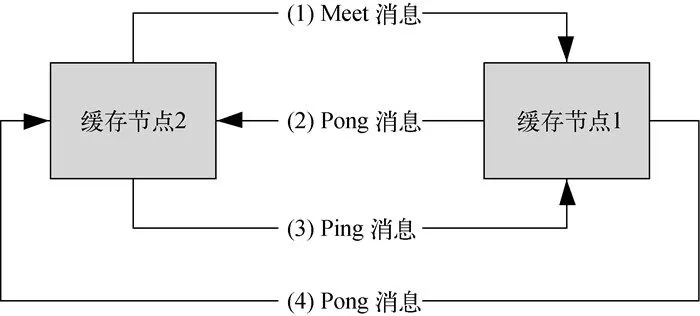 (1) Meet 消息
缓存节点2
(2) Pong 消息
缓存节点1
(3) Ping 消息
(4) Pong 消息